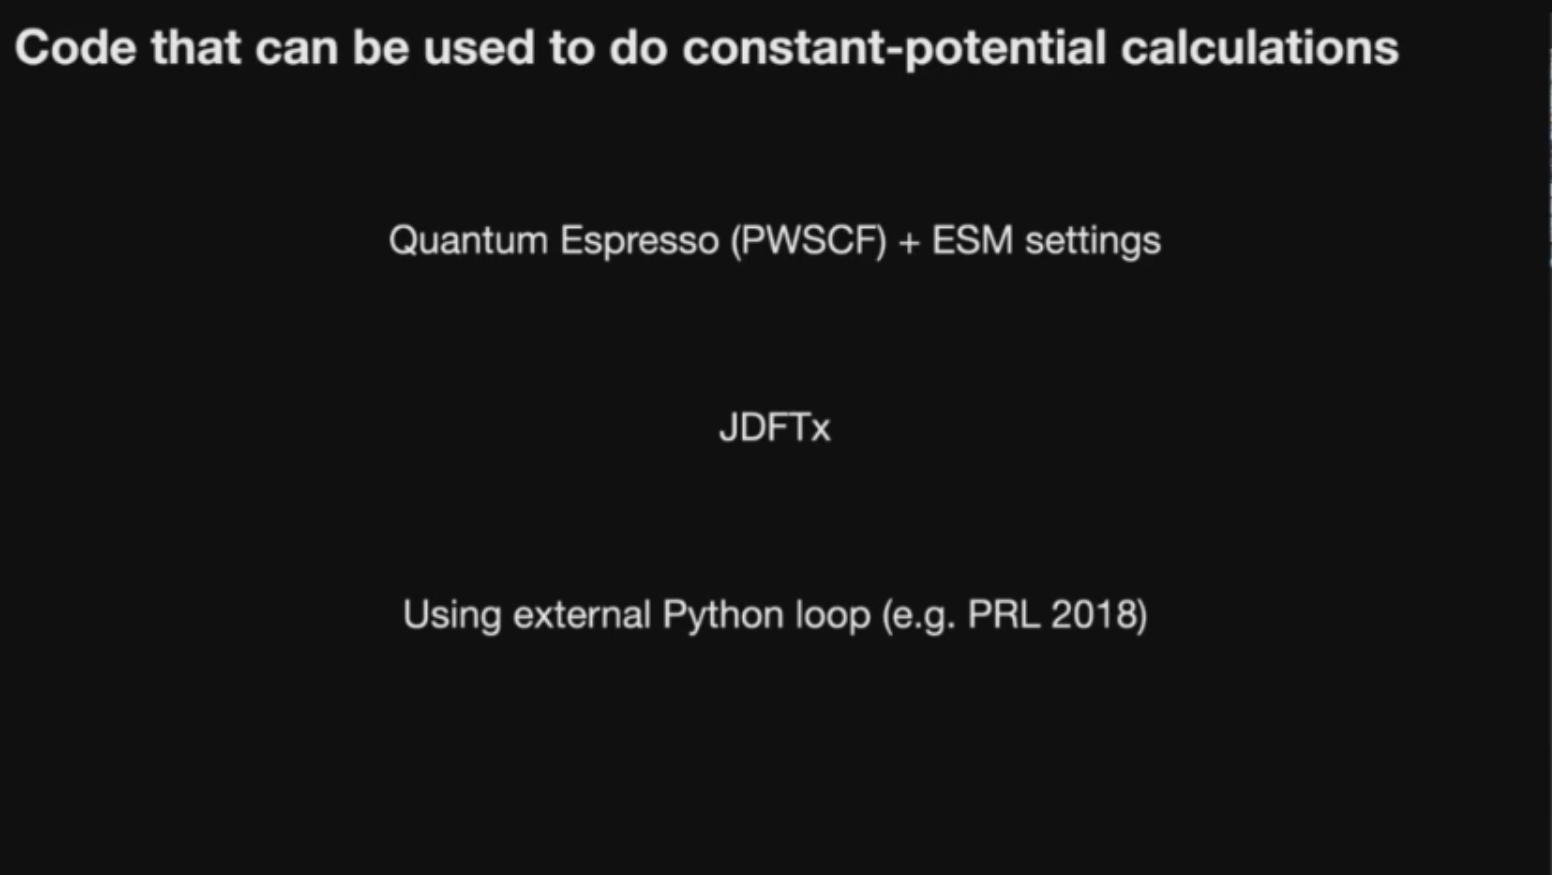 Code that can be used to do constant-potential calculations
Quantum Espresso (PWSCF) + ESM settings
JDFTx
Using external Python loop (e.g. PRL 2018)